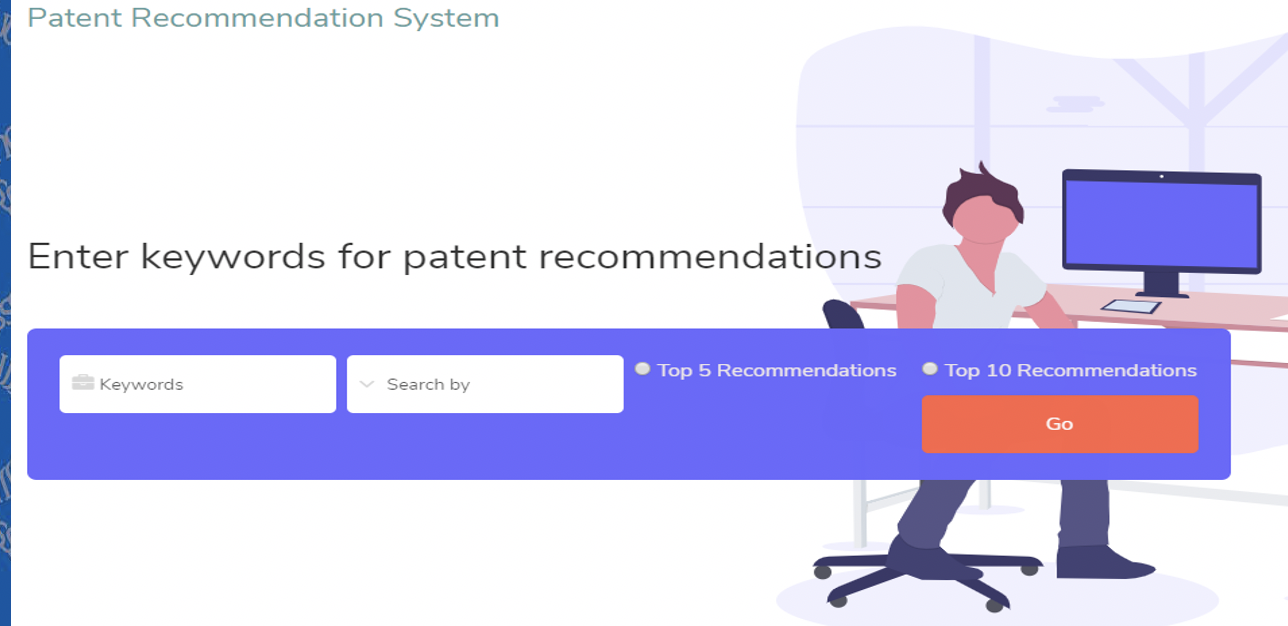 Patent Recommendation System
Enter keywords for patent recommendations
Keywords
Search by
Top 5 Recommendations
Top 10 Recommendations
Go